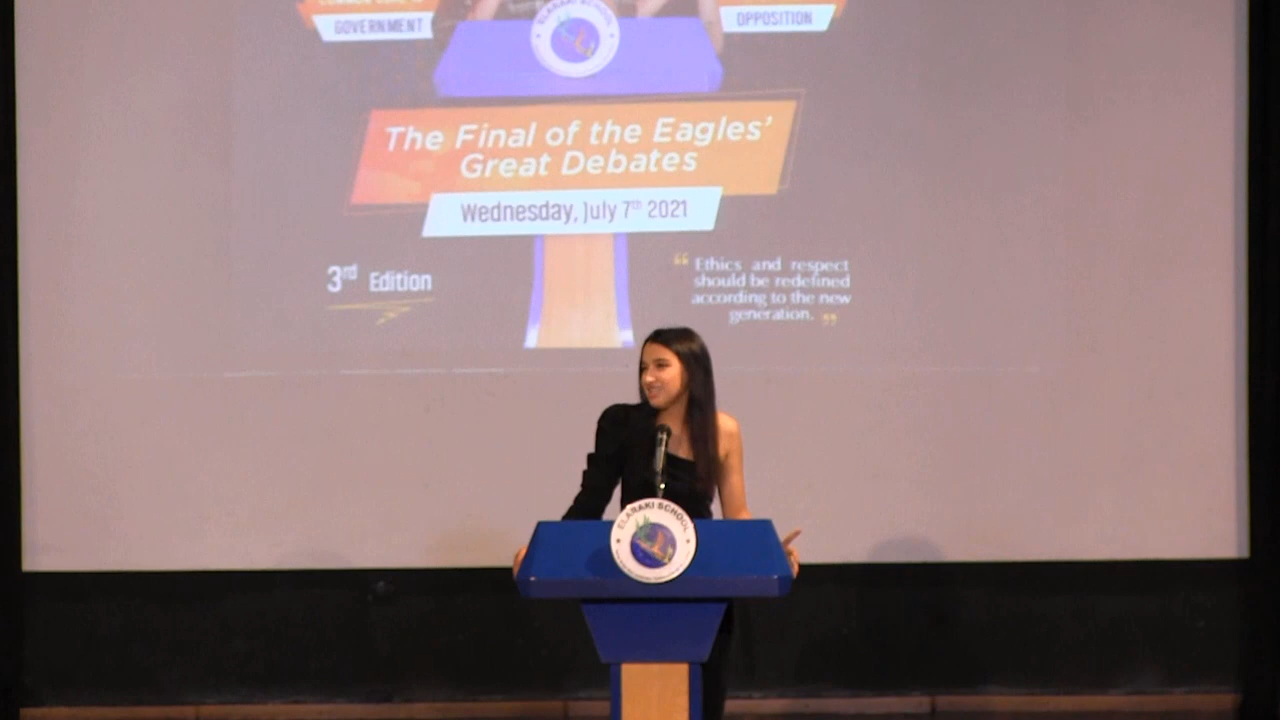 GOVERNMENT
OPPOSITION
The Final of the Eagles’
Great Debates
Wednesday, July 7th 2021
3rd Edition
“ Ethics and respect
should be redefined
according to the new
generation. ”
ELARAKI SCHOOL